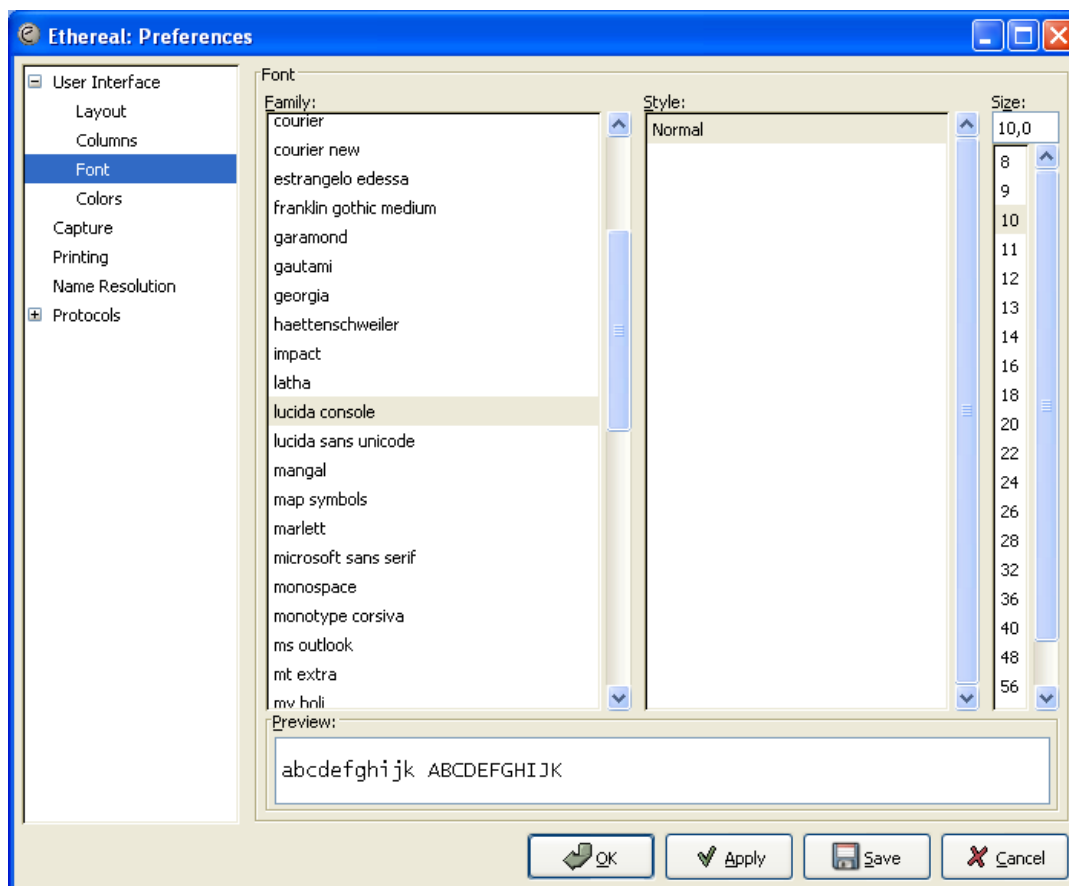 Ethereal: Preferences
User Interface
Layout
Columns
Font
Colors
Capture
Printing
Name Resolution
Protocols
Font
Family:
courier
courier new
estrangelo edessa
franklin gothic medium
garamond
gautami
georgia
haettenschweiler
impact
latha
lucida console
lucida sans unicode
mangal
map symbols
marlett
microsoft sans serif
monospace
monotype corsiva
ms outlook
mt extra
mv boli
Style:
Normal
Size:
10,0
8
9
10
11
12
13
14
16
18
20
22
24
26
28
32
36
40
48
56
Preview:
abcdefghijk ABCDEFGHIJK
OK
Apply
Save
Cancel